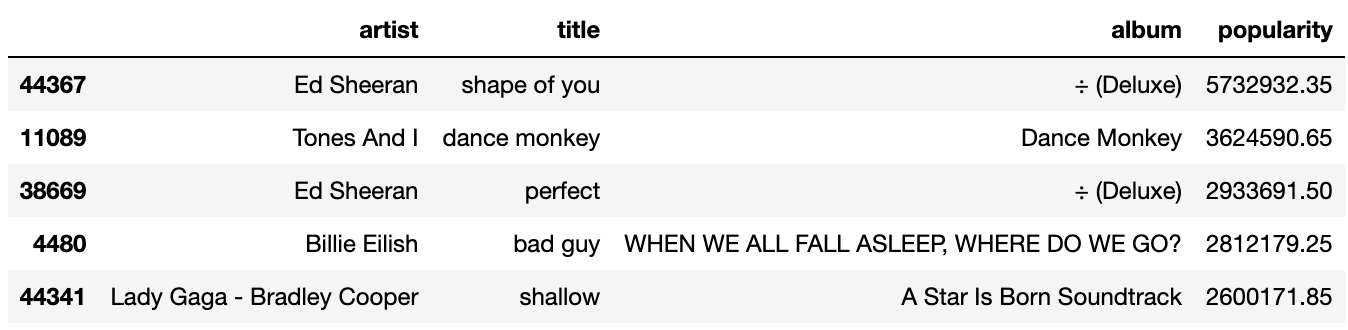 artist title album popularity
44367 Ed Sheeran shape of you ÷ (Deluxe) 5732932.35
11089 Tones And I dance monkey Dance Monkey 3624590.65
38669 Ed Sheeran perfect ÷ (Deluxe) 2933691.50
4480 Billie Eilish bad guy WHEN WE ALL FALL ASLEEP, WHERE DO WE GO? 2812179.25
44341 Lady Gaga - Bradley Cooper shallow A Star Is Born Soundtrack 2600171.85